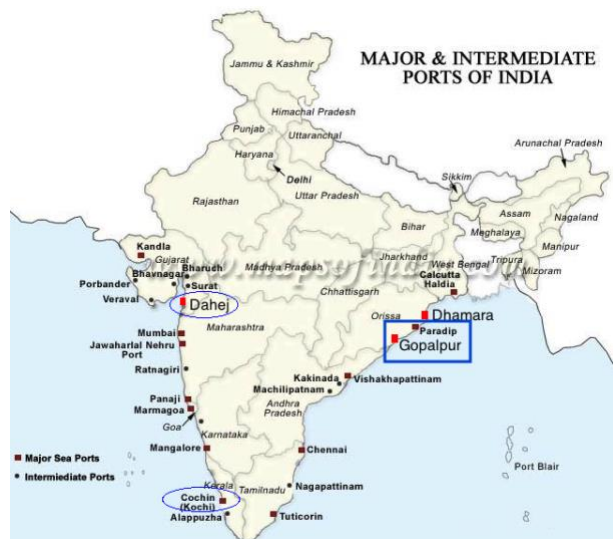 MAJOR & INTERMEDIATE
PORTS OF INDIA
Jammu & Kashmir
Himachal Pradesh
Punjab
Uttaranchal
Haryana
Delhi
Arunachal Pradesh
Sikkim
Rajasthan
Uttar Pradesh
Assam
Nagaland
Bihar
Meghalaya
Manipur
Kandla
Gujarat
Jharkhand
West Bengal
Tripura
Mizoram
Bhavnagar
Bharuch
Madhya Pradesh
Calcutta
Porbander
Surat
Haldia
Veraval
Chhattisgarh
Dahej
Orissa
Dhamara
Mumbai
Maharashtra
Paradip
Jawaharlal Nehru
Port
Gopalpur
Ratnagiri
Kakinada
Vishakhapattinam
Machilipatnam
Panaji
Andhra
Pradesh
Marmagoa
Goa
Karnataka
Mangalore
Chennai
Major Sea Ports
Port Blair
Intermiediate Ports
Kerala
Tamilnadu
Nagapattinam
Cochin
(Kochi)
Alappuzha
Tuticorin